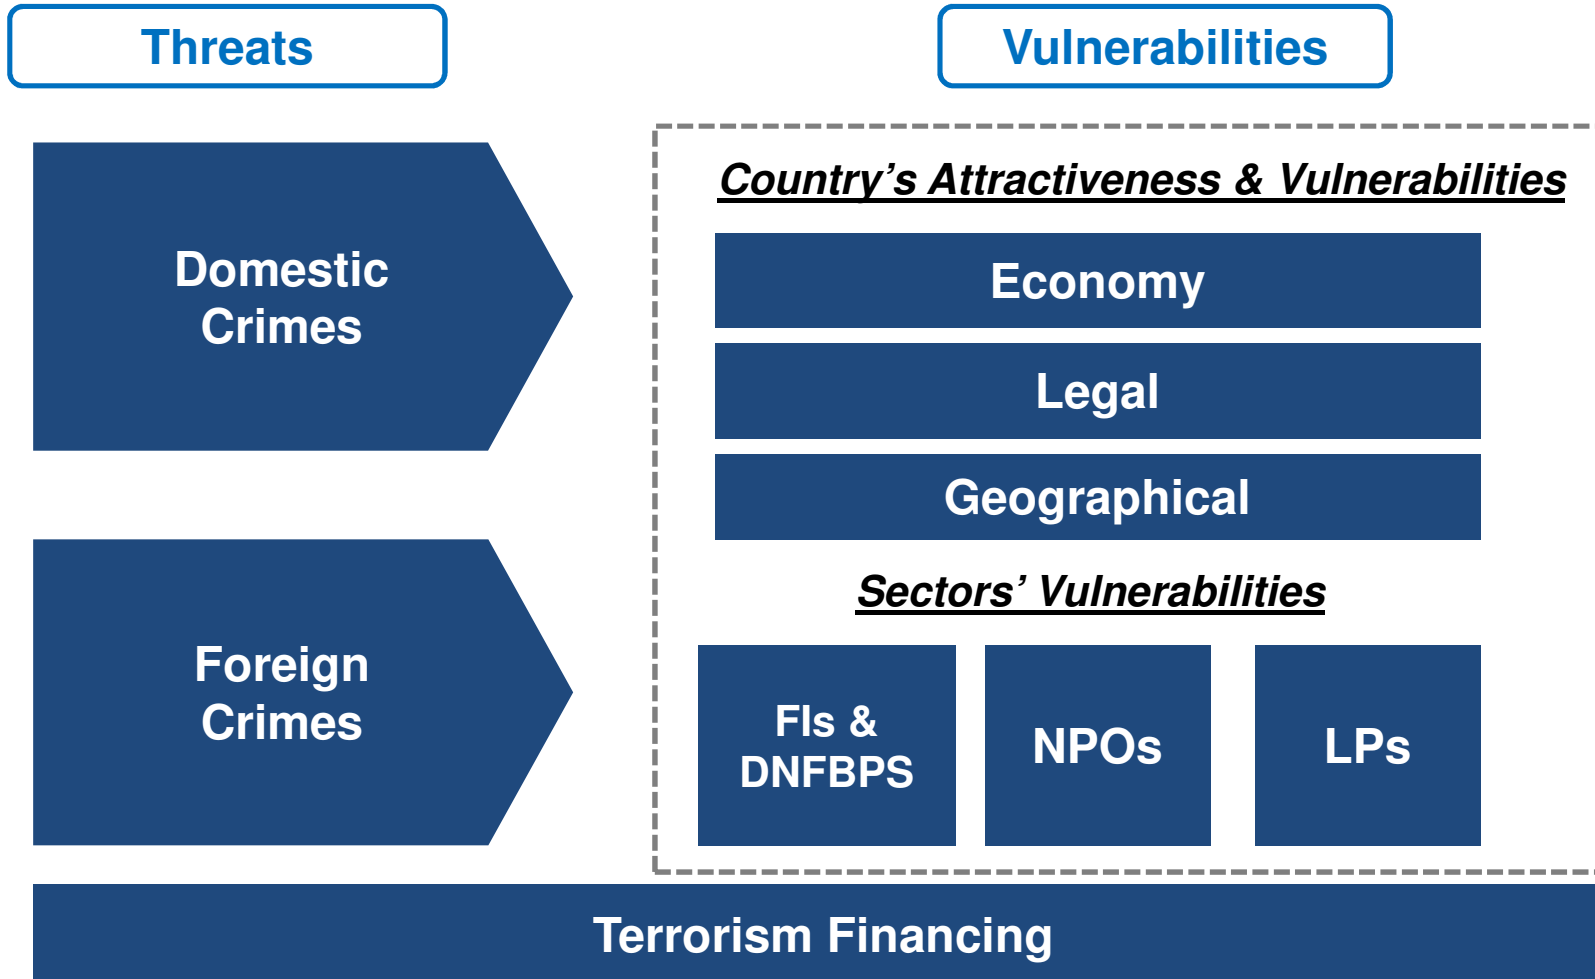 Threats
Vulnerabilities
Domestic
Crimes
Foreign
Crimes
Country’s Attractiveness & Vulnerabilities
Economy
Legal
Geographical
Sectors’ Vulnerabilities
FIs &
DNFBPS
NPOs
LPs
Terrorism Financing